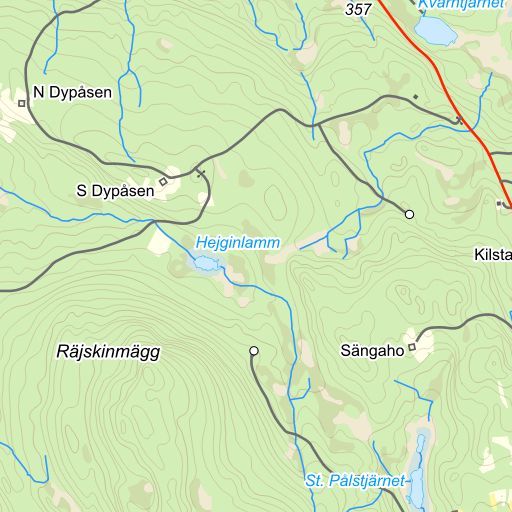 Kvarntjärnet
357
N Dypåsen
S Dypåsen
Hejginlamm
Kilsta
Räjskinmägg
Sängaho
St. Pålstjärnet